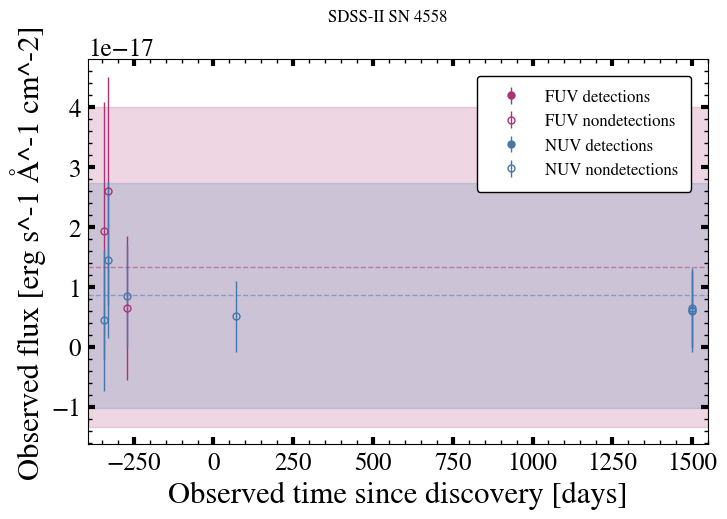 SDSS-II SN 4558
1e−17
Observed flux [erg s^-1 Å^-1 cm^-2]
4
3
2
1
0
−1
FUV detections
FUV nondetections
NUV detections
NUV nondetections
−250 0 250 500 750 1000 1250 1500
Observed time since discovery [days]